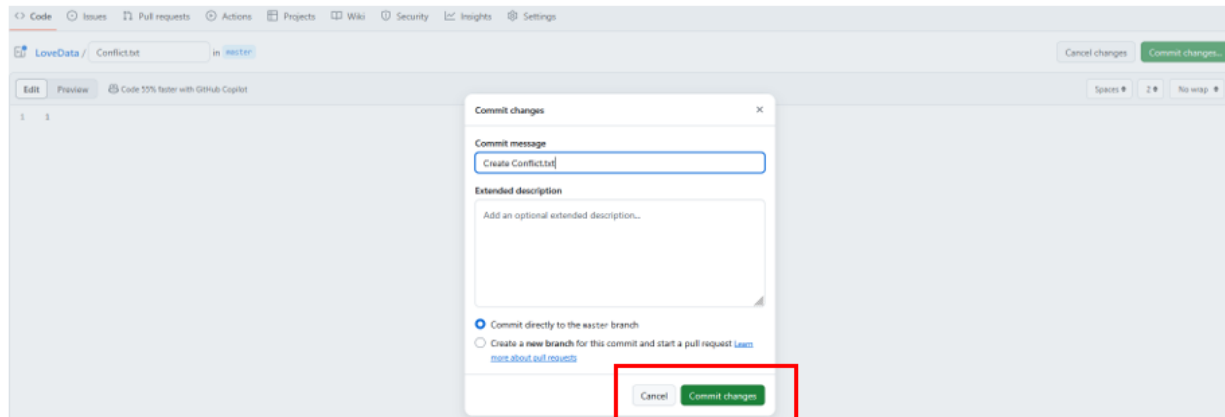 <> Code Issues Pull requests Actions Projects Wiki Security Insights Settings
LoveData / Conflict.txt in master Cancel changes Commit changes...
Edit Preview Code 55% faster with GitHub Copilot Spaces 2 No wrap
1 1
Commit changes ×
Commit message
Create Conflict.txt
Extended description
Add an optional extended description...
Commit directly to the master branch
Create a new branch for this commit and start a pull request Learn
more about pull requests
Cancel Commit changes